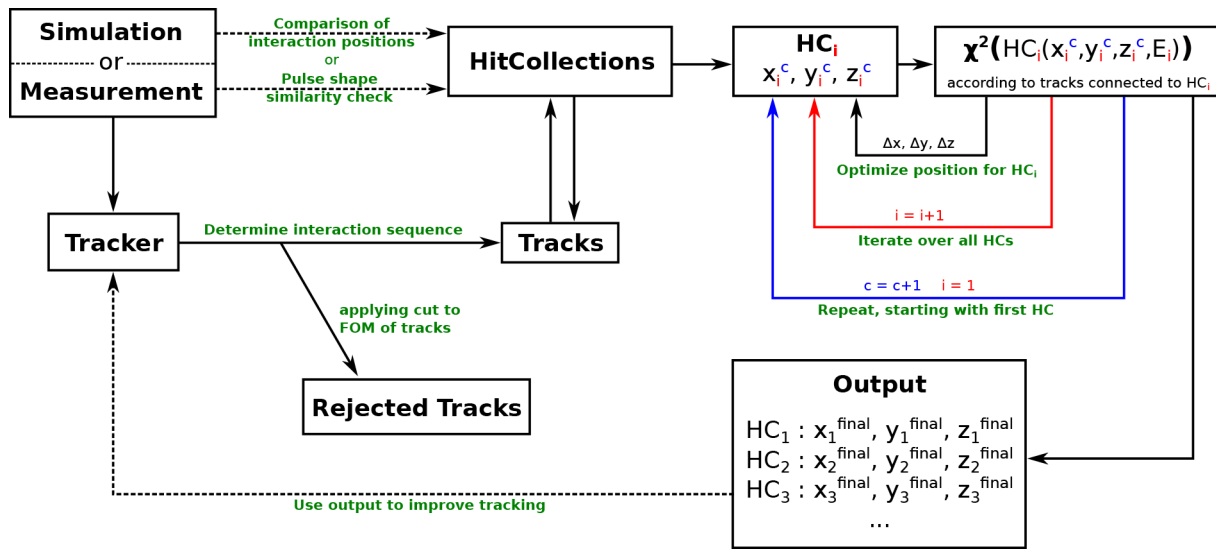 Simulation
or
Measurement
Comparison of
interaction positions
or
Pulse shape
similarity check
HitCollections
HCᵢ
xᵢᶜ, yᵢᶜ, zᵢᶜ
χ²(HCᵢ(xᵢᶜ,yᵢᶜ,zᵢᶜ,Eᵢ))
according to tracks connected to HCᵢ
Δx, Δy, Δz
Optimize position for HCᵢ
i = i+1
Iterate over all HCs
c = c+1 i = 1
Repeat, starting with first HC
Tracker
Determine interaction sequence
Tracks
applying cut to
FOM of tracks
Rejected Tracks
Output
HC₁ : x₁ᶠⁱⁿᵃˡ, y₁ᶠⁱⁿᵃˡ, z₁ᶠⁱⁿᵃˡ
HC₂ : x₂ᶠⁱⁿᵃˡ, y₂ᶠⁱⁿᵃˡ, z₂ᶠⁱⁿᵃˡ
HC₃ : x₃ᶠⁱⁿᵃˡ, y₃ᶠⁱⁿᵃˡ, z₃ᶠⁱⁿᵃˡ
...
Use output to improve tracking